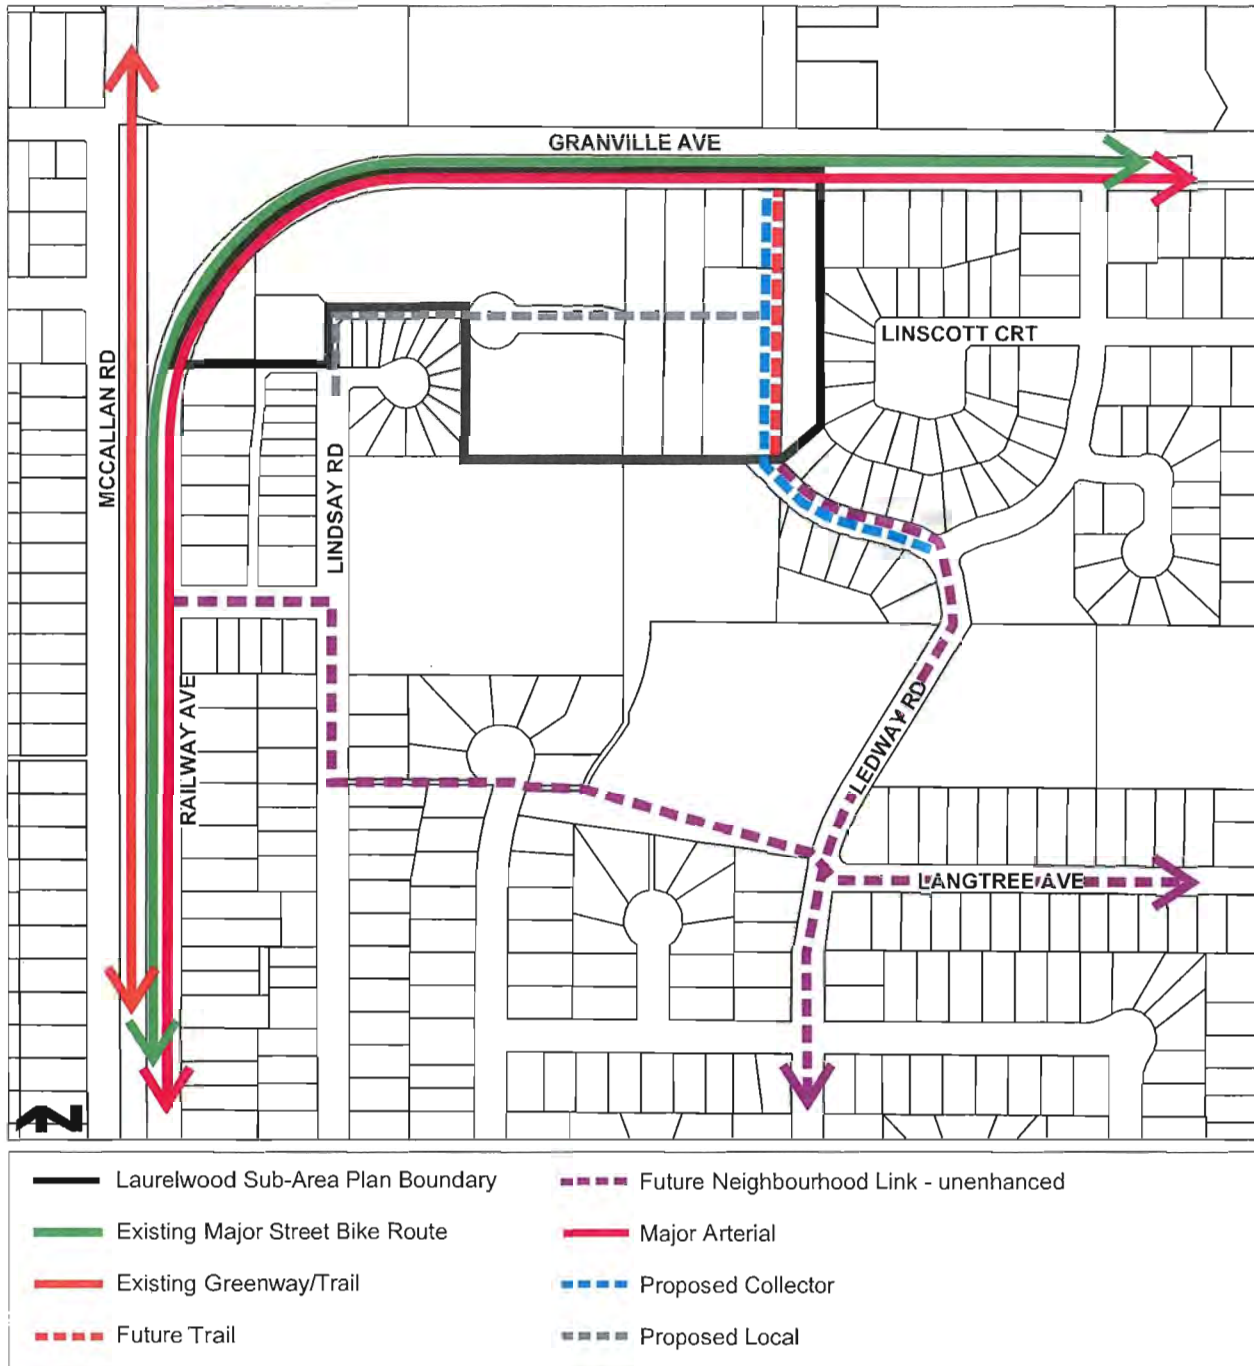 GRANVILLE AVE
LINSCOTT CRT
MCCALLAN RD
LINDSAY RD
RAILWAY AVE
LEDWAY RD
LANGTREE AVE
N
Laurelwood Sub-Area Plan Boundary
Future Neighbourhood Link - unenhanced
Existing Major Street Bike Route
Major Arterial
Existing Greenway/Trail
Proposed Collector
Future Trail
Proposed Local